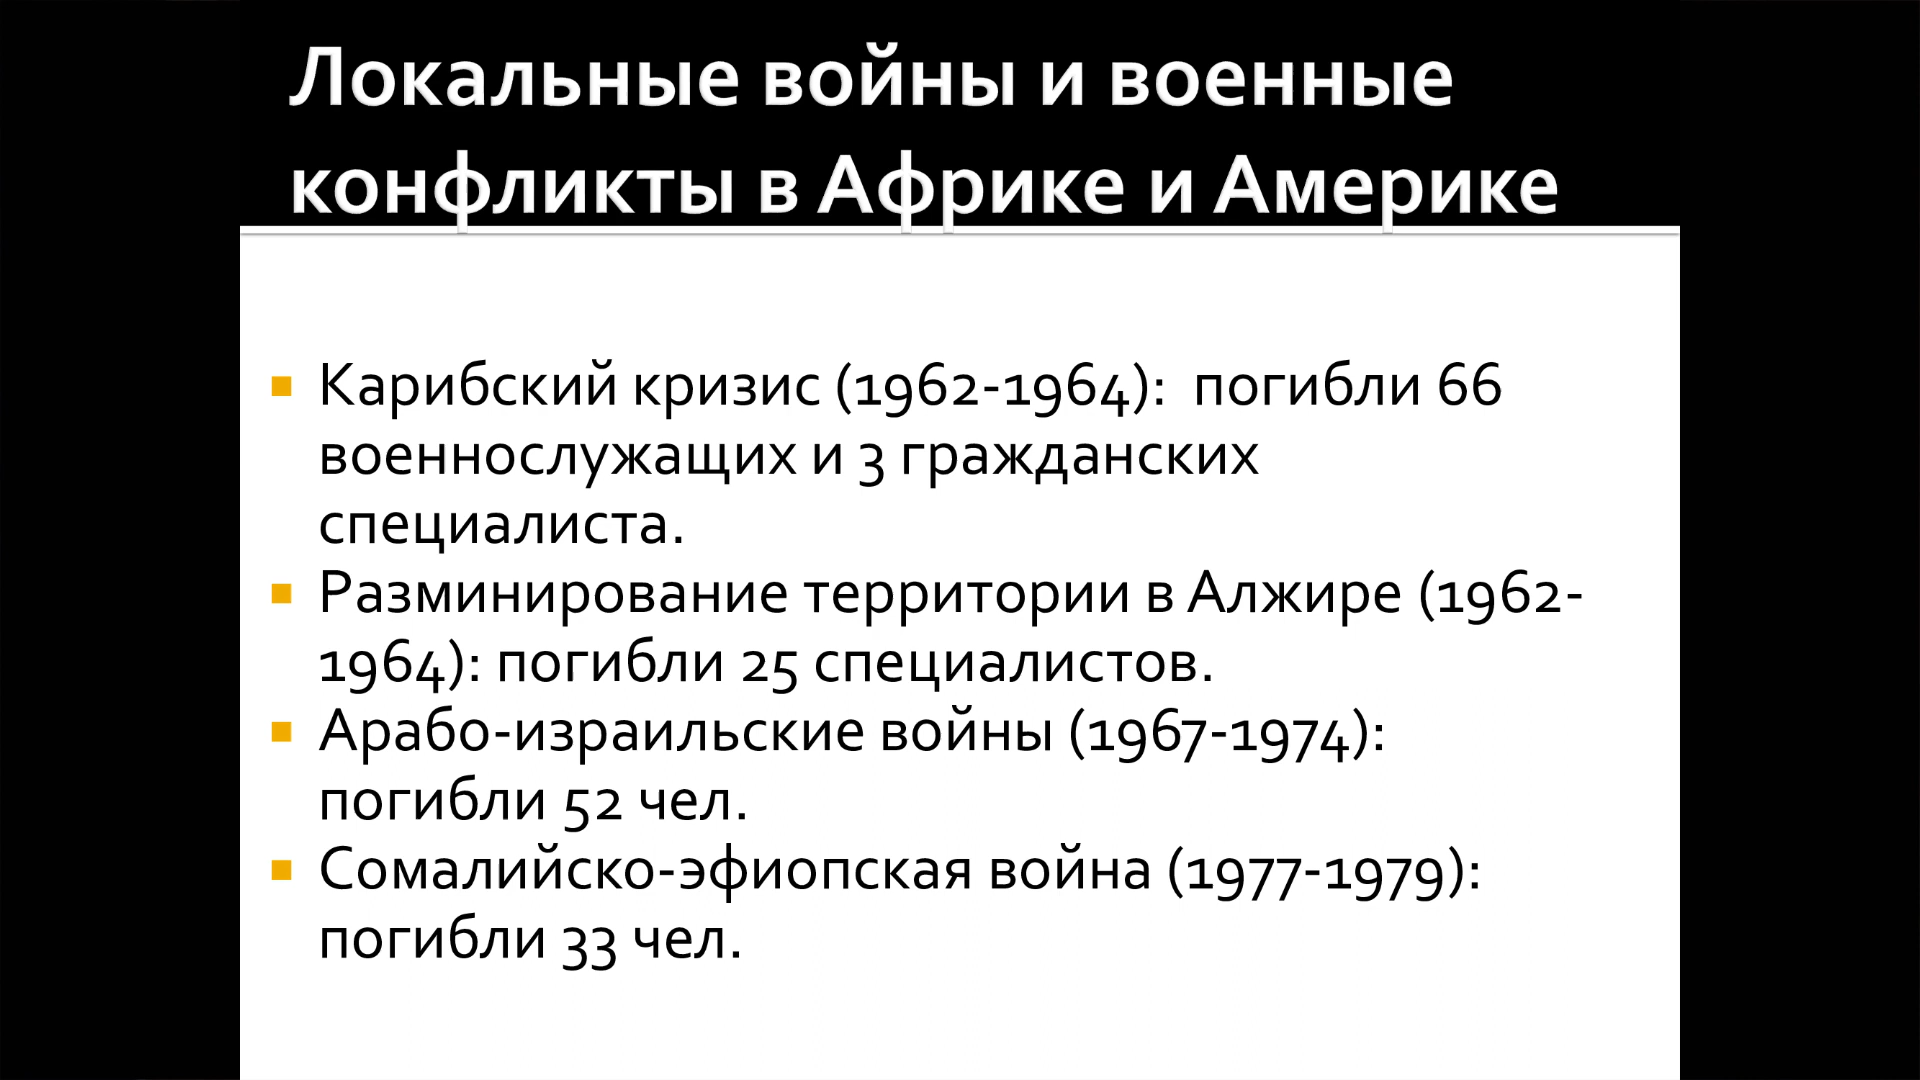 Локальные войны и военные
конфликты в Африке и Америке
Карибский кризис (1962-1964):  погибли 66
военнослужащих и 3 гражданских
специалиста.
Разминирование территории в Алжире (1962-
1964): погибли 25 специалистов.
Арабо-израильские войны (1967-1974):
погибли 52 чел.
Сомалийско-эфиопская война (1977-1979):
погибли 33 чел.